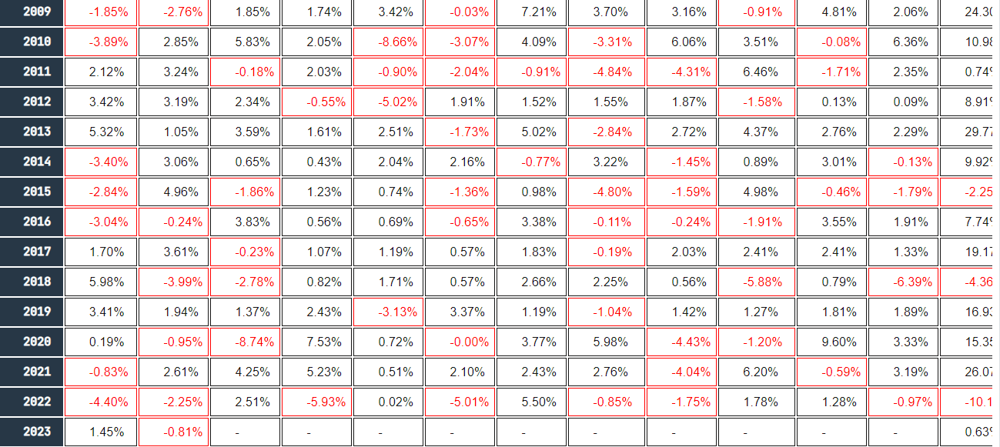 2009 -1.85% -2.76% 1.85% 1.74% 3.42% -0.03% 7.21% 3.70% 3.16% -0.91% 4.81% 2.06% 24.30
2010 -3.89% 2.85% 5.83% 2.05% -8.66% -3.07% 4.09% -3.31% 6.06% 3.51% -0.08% 6.36% 10.98
2011 2.12% 3.24% -0.18% 2.03% -0.90% -2.04% -0.91% -4.84% -4.31% 6.46% -1.71% 2.35% 0.74%
2012 3.42% 3.19% 2.34% -0.55% -5.02% 1.91% 1.52% 1.55% 1.87% -1.58% 0.13% 0.09% 8.91%
2013 5.32% 1.05% 3.59% 1.61% 2.51% -1.73% 5.02% -2.84% 2.72% 4.37% 2.76% 2.29% 29.77
2014 -3.40% 3.06% 0.65% 0.43% 2.04% 2.16% -0.77% 3.22% -1.45% 0.89% 3.01% -0.13% 9.92%
2015 -2.84% 4.96% -1.86% 1.23% 0.74% -1.36% 0.98% -4.80% -1.59% 4.98% -0.46% -1.79% -2.25
2016 -3.04% -0.24% 3.83% 0.56% 0.69% -0.65% 3.38% -0.11% -0.24% -1.91% 3.55% 1.91% 7.74%
2017 1.70% 3.61% -0.23% 1.07% 1.19% 0.57% 1.83% -0.19% 2.03% 2.41% 2.41% 1.33% 19.17
2018 5.98% -3.99% -2.78% 0.82% 1.71% 0.57% 2.66% 2.25% 0.56% -5.88% 0.79% -6.39% -4.36
2019 3.41% 1.94% 1.37% 2.43% -3.13% 3.37% 1.19% -1.04% 1.42% 1.27% 1.81% 1.89% 16.93
2020 0.19% -0.95% -8.74% 7.53% 0.72% -0.00% 3.77% 5.98% -4.43% -1.20% 9.60% 3.33% 15.35
2021 -0.83% 2.61% 4.25% 5.23% 0.51% 2.10% 2.43% 2.76% -4.04% 6.20% -0.59% 3.19% 26.07
2022 -4.40% -2.25% 2.51% -5.93% 0.02% -5.01% 5.50% -0.85% -1.75% 1.78% 1.28% -0.97% -10.1
2023 1.45% -0.81% - - - - - - - - - - 0.63%